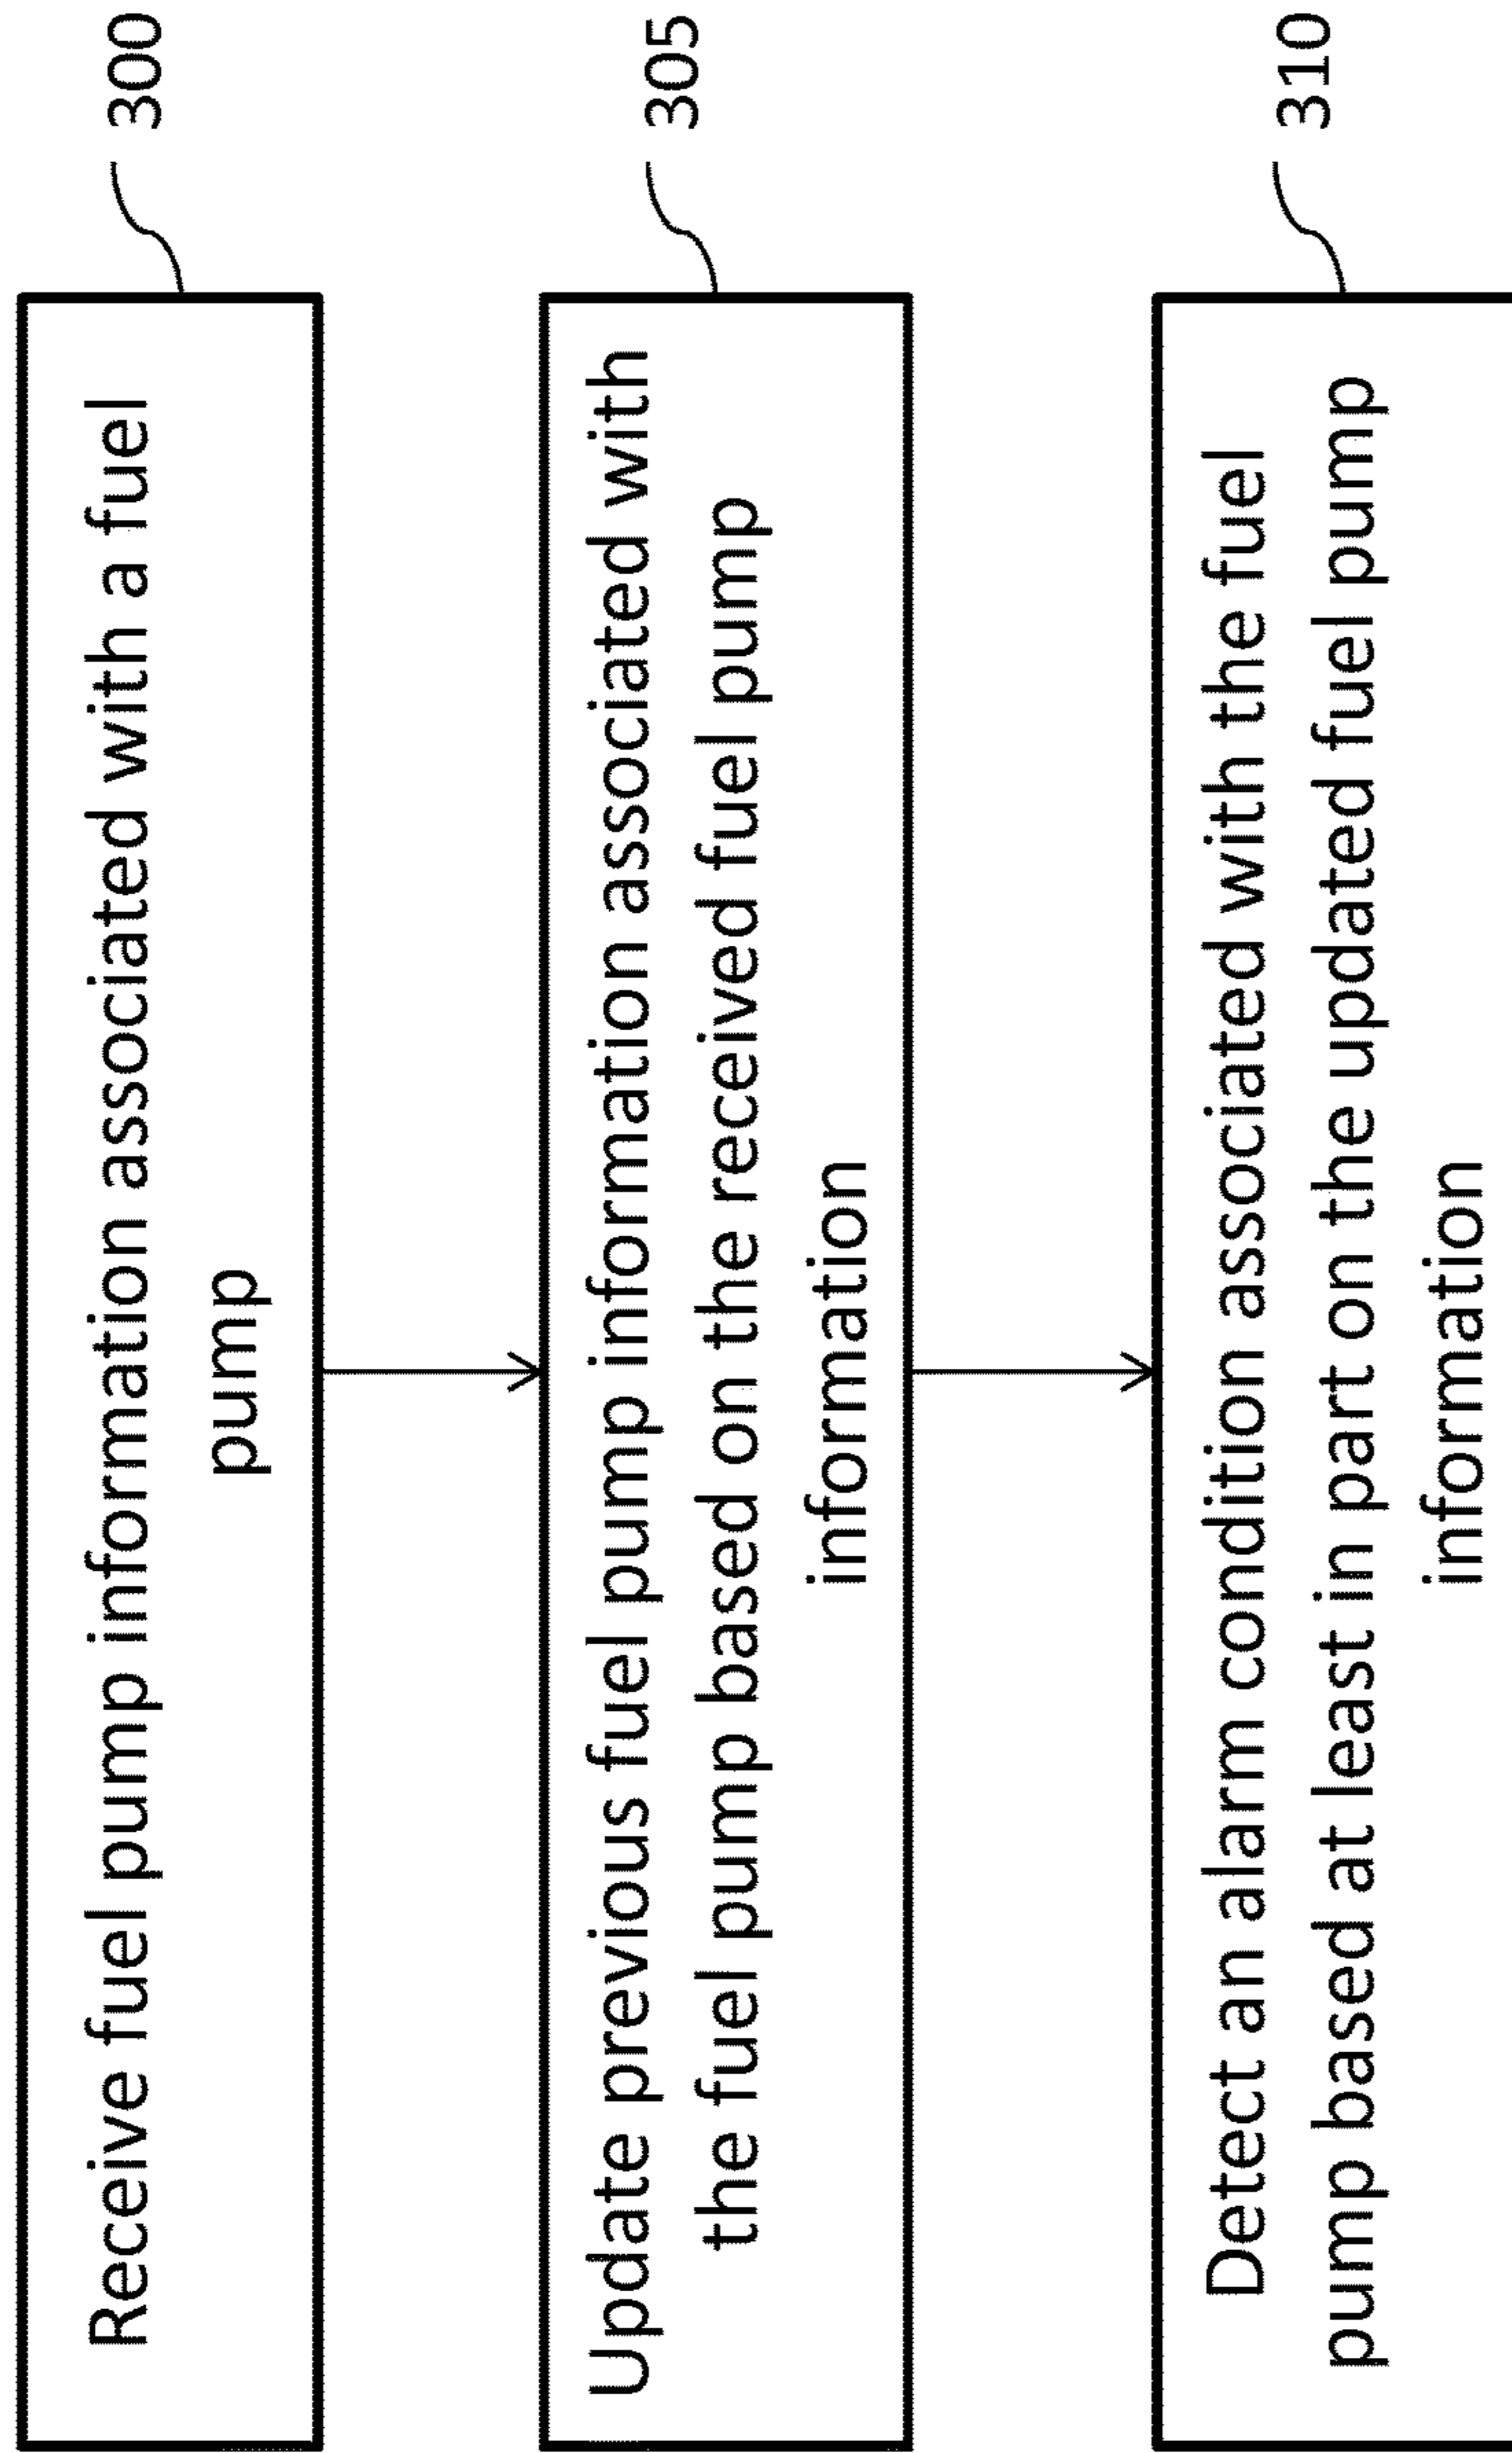 Receive fuel pump information associated with a fuel
pump
300
Update previous fuel pump information associated with
the fuel pump based on the received fuel pump
information
305
Detect an alarm condition associated with the fuel
pump based at least in part on the updated fuel pump
information
310